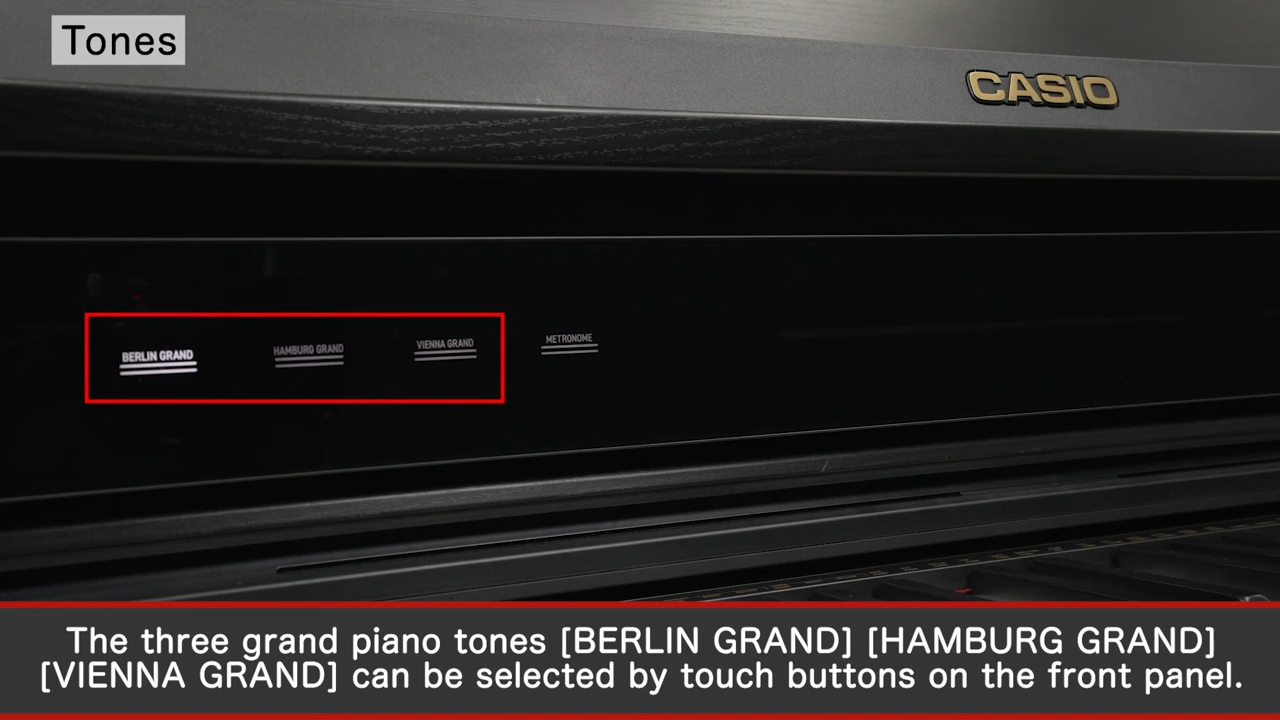 Tones
CASIO
BERLIN GRAND
HAMBURG GRAND
VIENNA GRAND
METRONOME
The three grand piano tones [BERLIN GRAND] [HAMBURG GRAND]
[VIENNA GRAND] can be selected by touch buttons on the front panel.